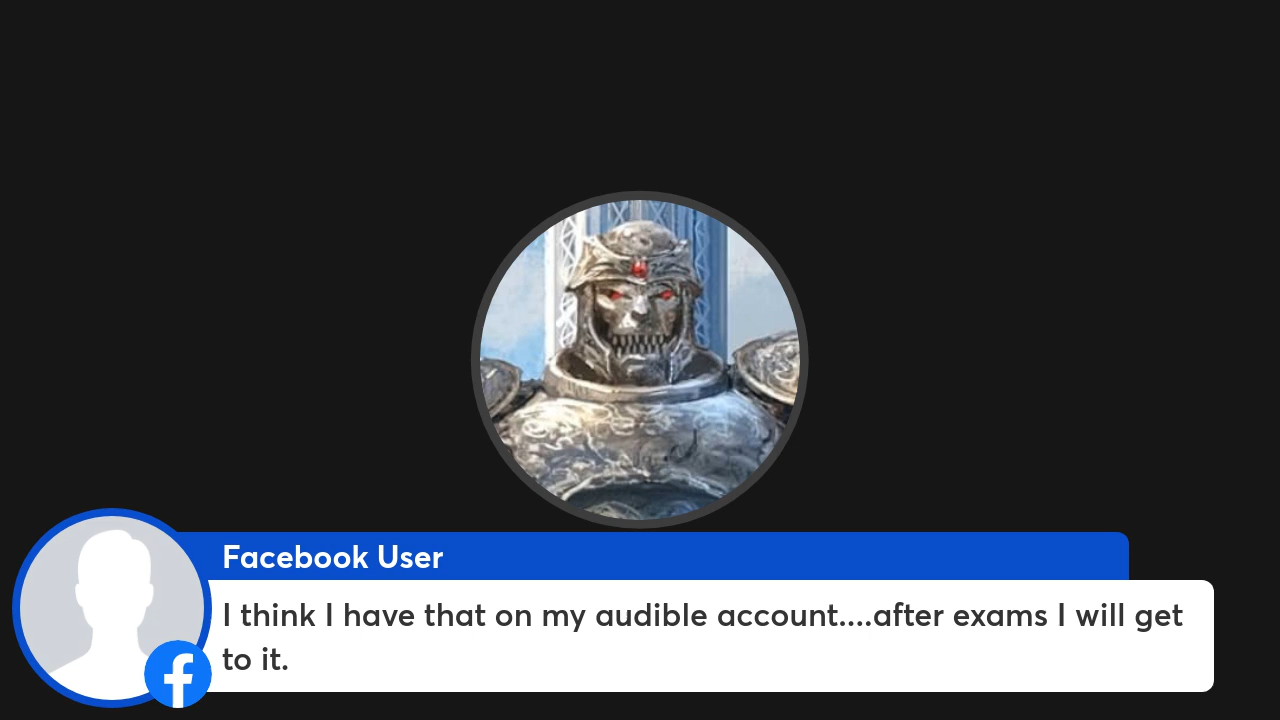 Facebook User
I think I have that on my audible account....after exams I will get
to it.